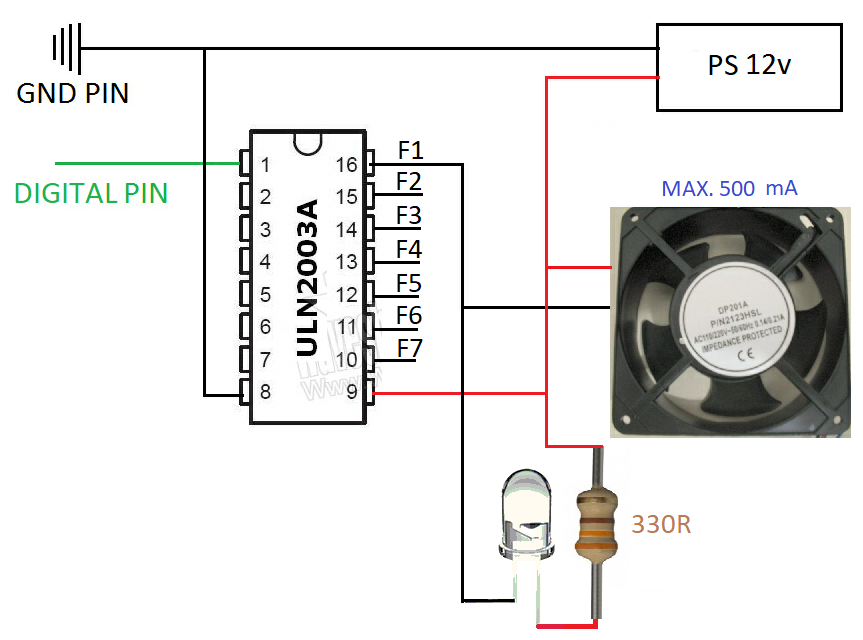 GND PIN
PS 12v
DIGITAL PIN
MAX. 500 mA
ULN2003A
1
2
3
4
5
6
7
8
16
15
14
13
12
11
10
9
F1
F2
F3
F4
F5
F6
F7
DP201A
P/N2123HSL
AC110/220V~50/60Hz 0.14/0.21A
IMPEDANCE PROTECTED
CE
330R